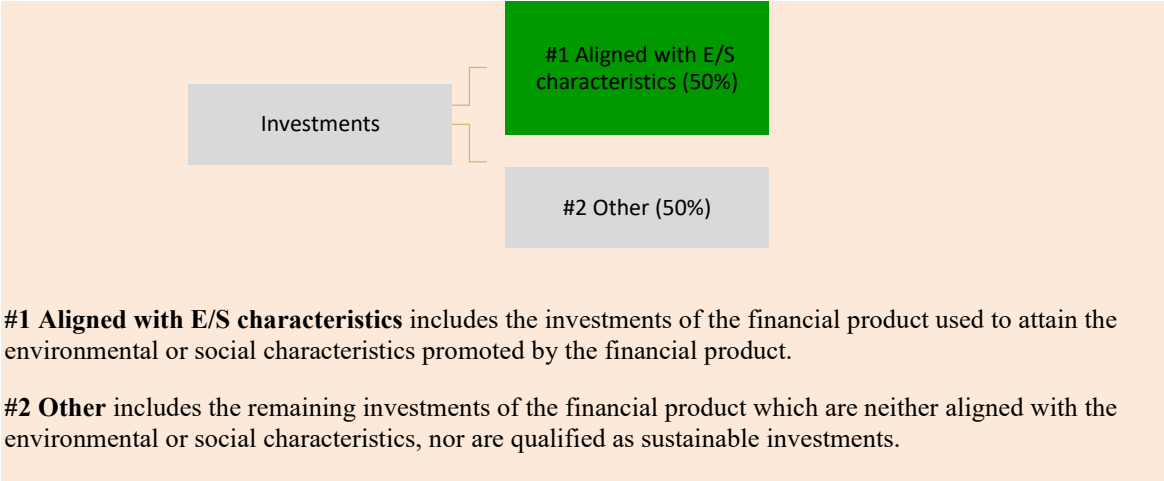 #1 Aligned with E/S
characteristics (50%)
Investments
#2 Other (50%)
#1 Aligned with E/S characteristics includes the investments of the financial product used to attain the
environmental or social characteristics promoted by the financial product.
#2 Other includes the remaining investments of the financial product which are neither aligned with the
environmental or social characteristics, nor are qualified as sustainable investments.